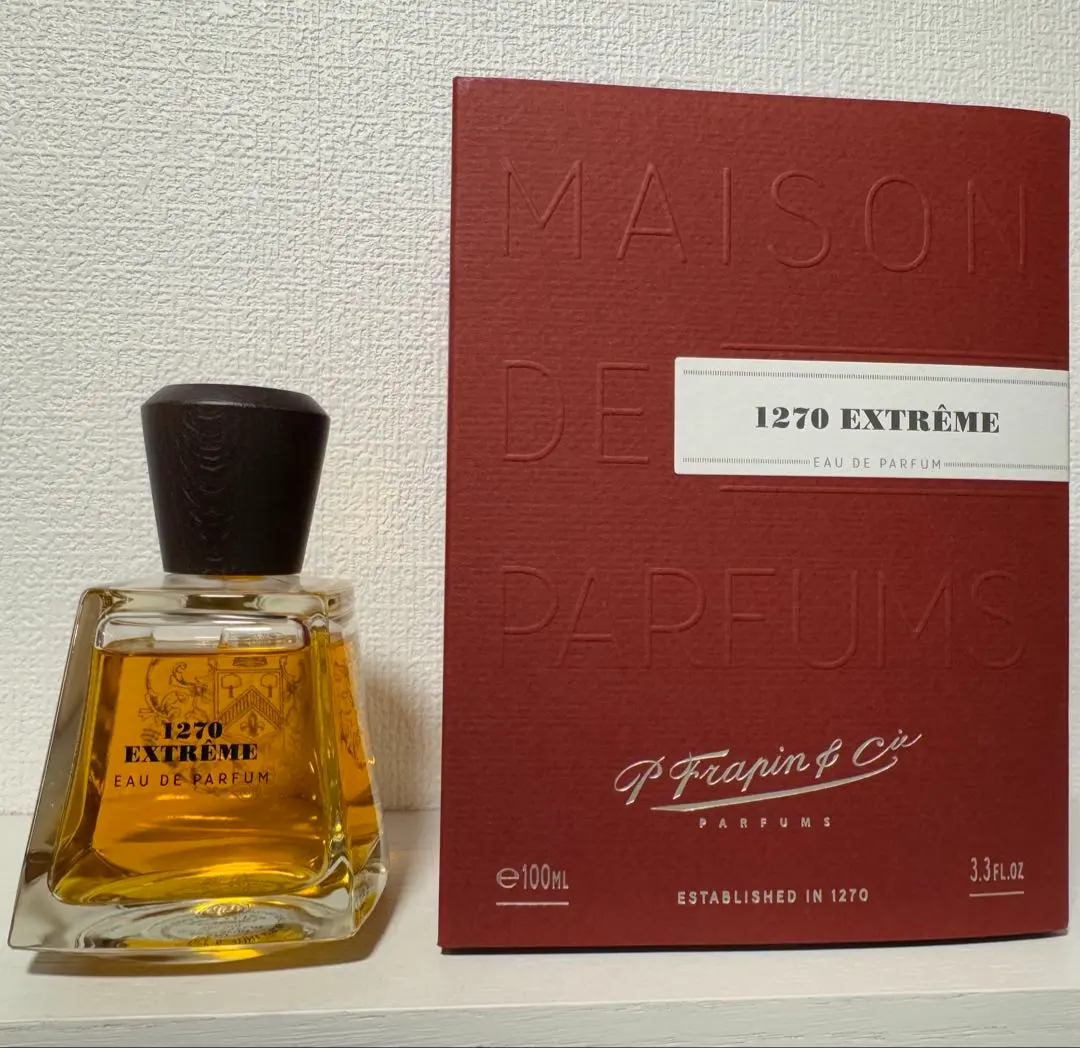 1270
EXTRÊME
EAU DE PARFUM
MAISON
DE
PARFUMS
1270 EXTRÊME
EAU DE PARFUM
P Frapin & Cie
PARFUMS
e100ML
ESTABLISHED IN 1270
3.3FL.OZ